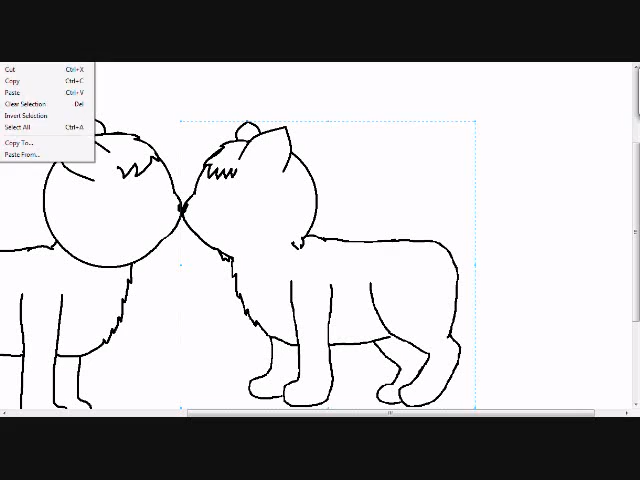 Cut Ctrl+X
Copy Ctrl+C
Paste Ctrl+V
Clear Selection Del
Invert Selection
Select All Ctrl+A
Copy To...
Paste From...